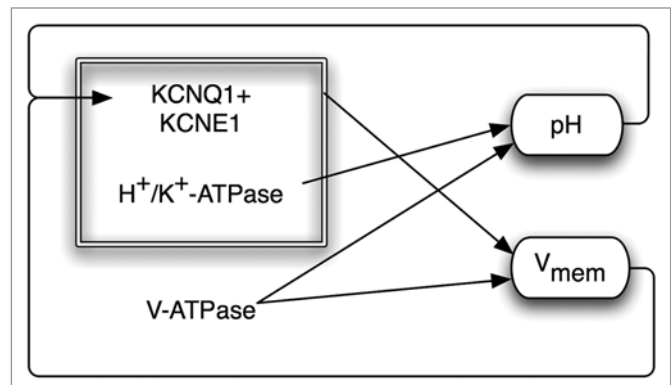 KCNQ1+
KCNE1
H⁺/K⁺-ATPase
V-ATPase
pH
Vmem